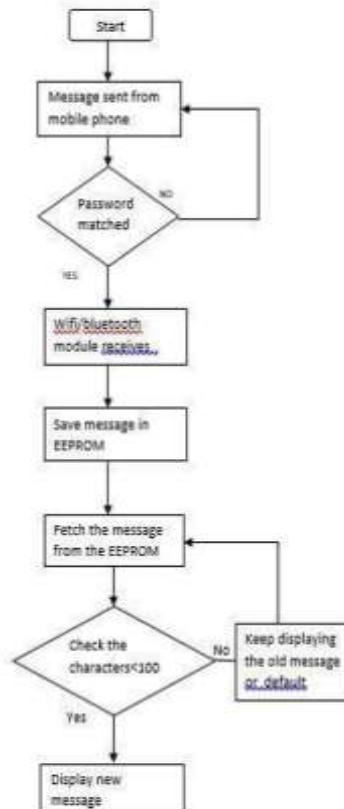 Start
Message sent from
mobile phone
NO
Password
matched
YES
Wifi/bluetooth
module receives..
Save message in
EEPROM
Fetch the message
from the EEPROM
Check the
characters<100
No
Keep displaying
the old message
or default
Yes
Display new
message